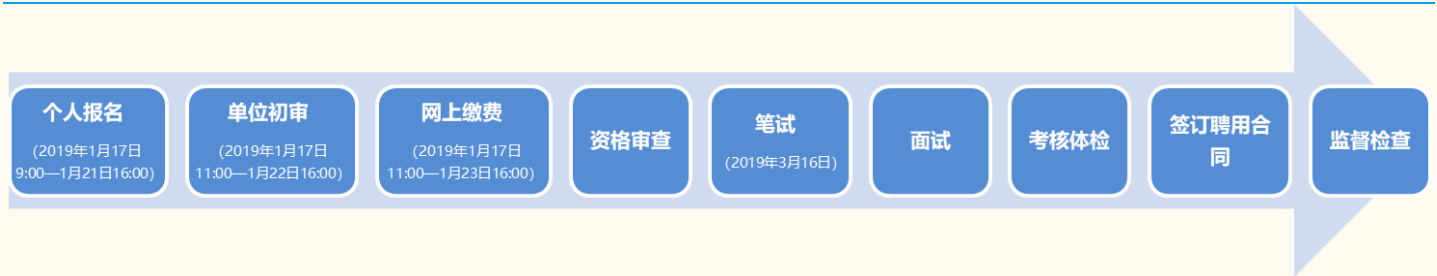 个人报名
(2019年1月17日
9:00—1月21日16:00)
单位初审
(2019年1月17日
11:00—1月22日16:00)
网上缴费
(2019年1月17日
11:00—1月23日16:00)
资格审查
笔试
(2019年3月16日)
面试
考核体检
签订聘用合
同
监督检查